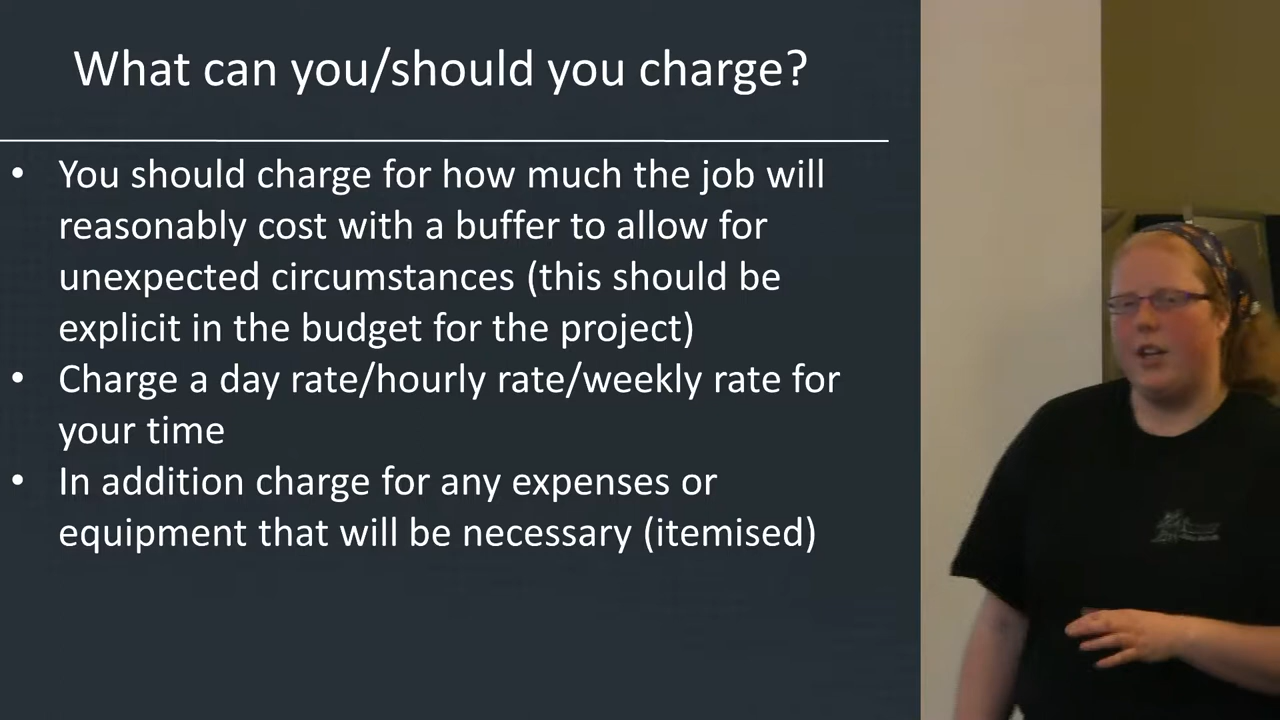 What can you/should you charge?
• You should charge for how much the job will
reasonably cost with a buffer to allow for
unexpected circumstances (this should be
explicit in the budget for the project)
• Charge a day rate/hourly rate/weekly rate for
your time
• In addition charge for any expenses or
equipment that will be necessary (itemised)